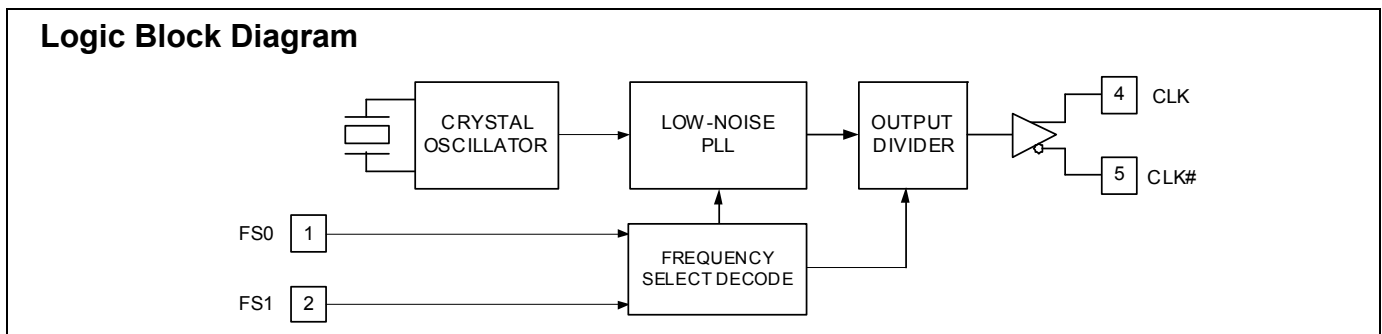 Logic Block Diagram
CRYSTAL
OSCILLATOR
LOW-NOISE
PLL
OUTPUT
DIVIDER
4 CLK
5 CLK#
FS0 1
FREQUENCY
SELECT DECODE
FS1 2